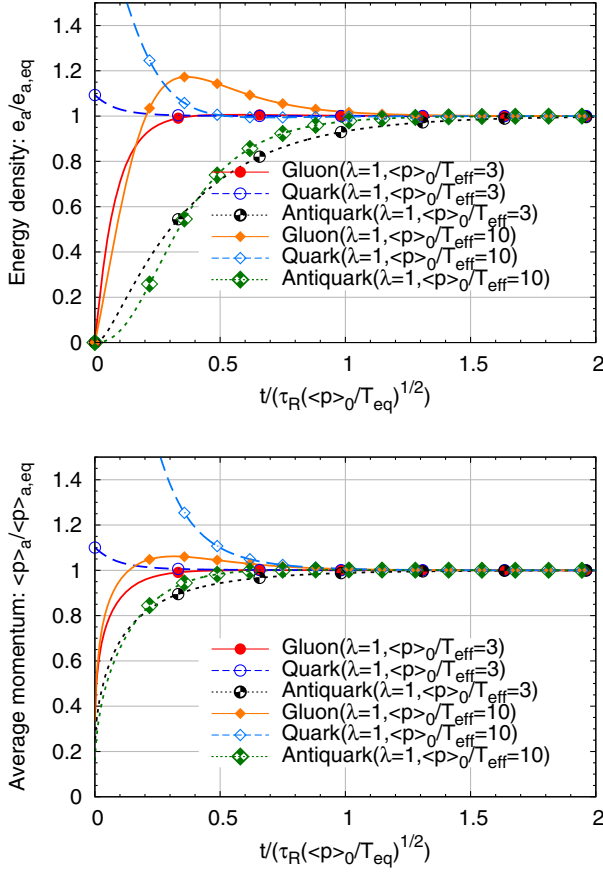 1.4
1.2
1
0.8
0.6
0.4
0.2
0
Energy density: e_a/e_a,eq
Gluon(λ=1,<p>_0/T_eff=3)
Quark(λ=1,<p>_0/T_eff=3)
Antiquark(λ=1,<p>_0/T_eff=3)
Gluon(λ=1,<p>_0/T_eff=10)
Quark(λ=1,<p>_0/T_eff=10)
Antiquark(λ=1,<p>_0/T_eff=10)
0 0.5 1 1.5 2
t/(τ_R(<p>_0/T_eq)^1/2)
1.4
1.2
1
0.8
0.6
0.4
0.2
0
Average momentum: <p>_a/<p>_a,eq
Gluon(λ=1,<p>_0/T_eff=3)
Quark(λ=1,<p>_0/T_eff=3)
Antiquark(λ=1,<p>_0/T_eff=3)
Gluon(λ=1,<p>_0/T_eff=10)
Quark(λ=1,<p>_0/T_eff=10)
Antiquark(λ=1,<p>_0/T_eff=10)
0 0.5 1 1.5 2
t/(τ_R(<p>_0/T_eq)^1/2)